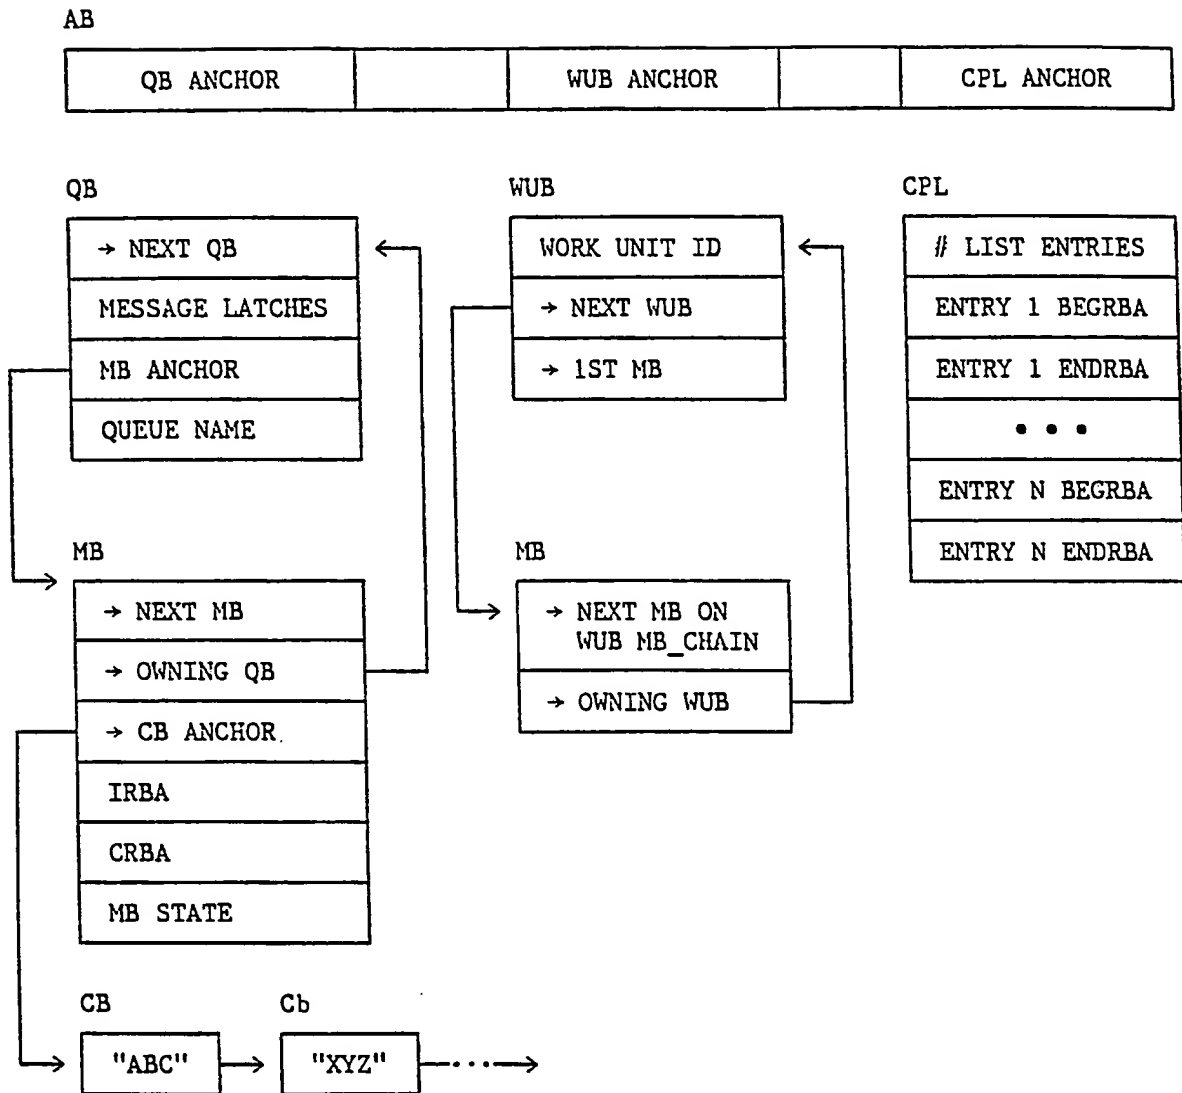 AB
QB ANCHOR
WUB ANCHOR
CPL ANCHOR
QB
→ NEXT QB
MESSAGE LATCHES
MB ANCHOR
QUEUE NAME
WUB
WORK UNIT ID
→ NEXT WUB
→ 1ST MB
CPL
# LIST ENTRIES
ENTRY 1 BEGRBA
ENTRY 1 ENDRBA
• • •
ENTRY N BEGRBA
ENTRY N ENDRBA
MB
→ NEXT MB
→ OWNING QB
→ CB ANCHOR
IRBA
CRBA
MB STATE
MB
→ NEXT MB ON
WUB MB_CHAIN
→ OWNING WUB
CB
"ABC"
Cb
"XYZ"